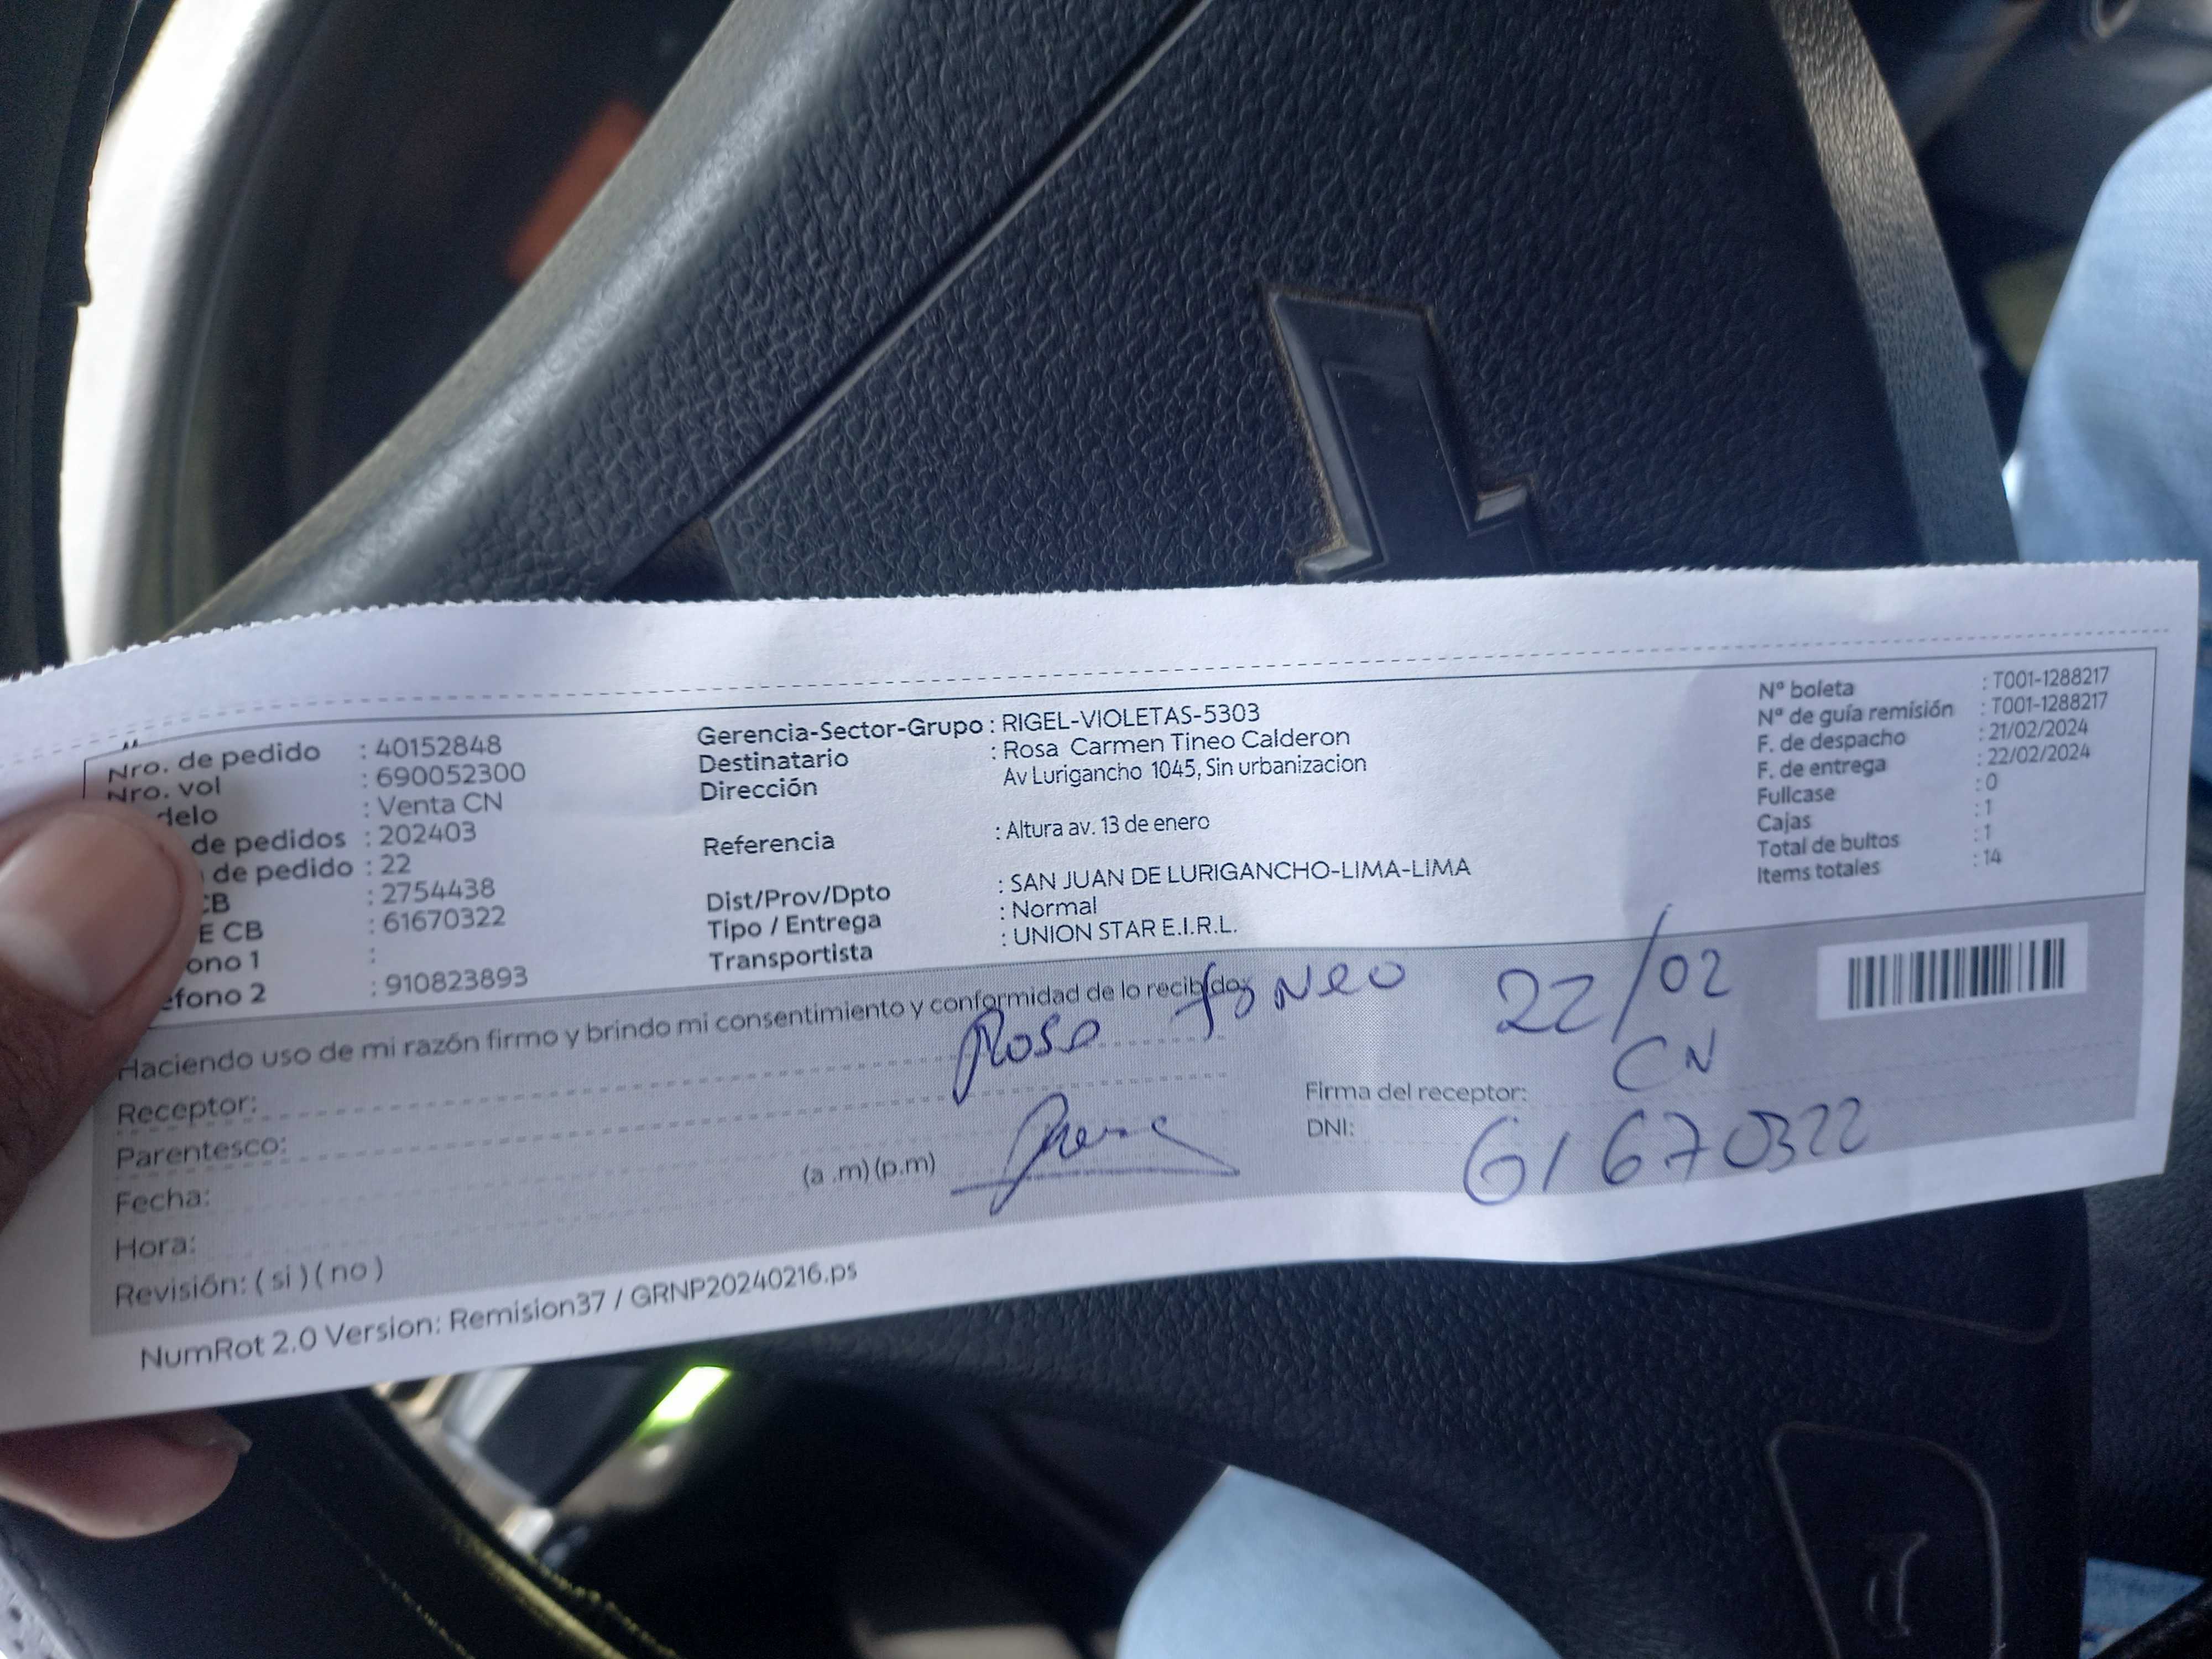 Nro. de pedido : 40152848
Nro. vol : 690052300
delo : Venta CN
de pedidos : 202403
de pedido : 22
CB : 2754438
E CB : 61670322
ono 1 :
éfono 2 : 910823893
Gerencia-Sector-Grupo : RIGEL-VIOLETAS-5303
Destinatario : Rosa Carmen Tineo Calderon
Dirección Av Lurigancho 1045, Sin urbanizacion
Referencia : Altura av. 13 de enero
Dist/Prov/Dpto : SAN JUAN DE LURIGANCHO-LIMA-LIMA
Tipo / Entrega : Normal
Transportista : UNION STAR E.I.R.L.
Nª boleta : T001-1288217
Nª de guía remisión : T001-1288217
F. de despacho : 21/02/2024
F. de entrega : 22/02/2024
Fullcase : 0
Cajas : 1
Total de bultos : 1
Items totales : 14
Haciendo uso de mi razón firmo y brindo mi consentimiento y conformidad de lo recibido:
Rosa Tineo 22/02
CN
Receptor:
Parentesco:
Fecha:
Hora: (a .m) (p.m)
Revisión: ( si ) ( no )
Firma del receptor:
DNI: 61670322
NumRot 2.0 Version: Remision37 / GRNP20240216.ps